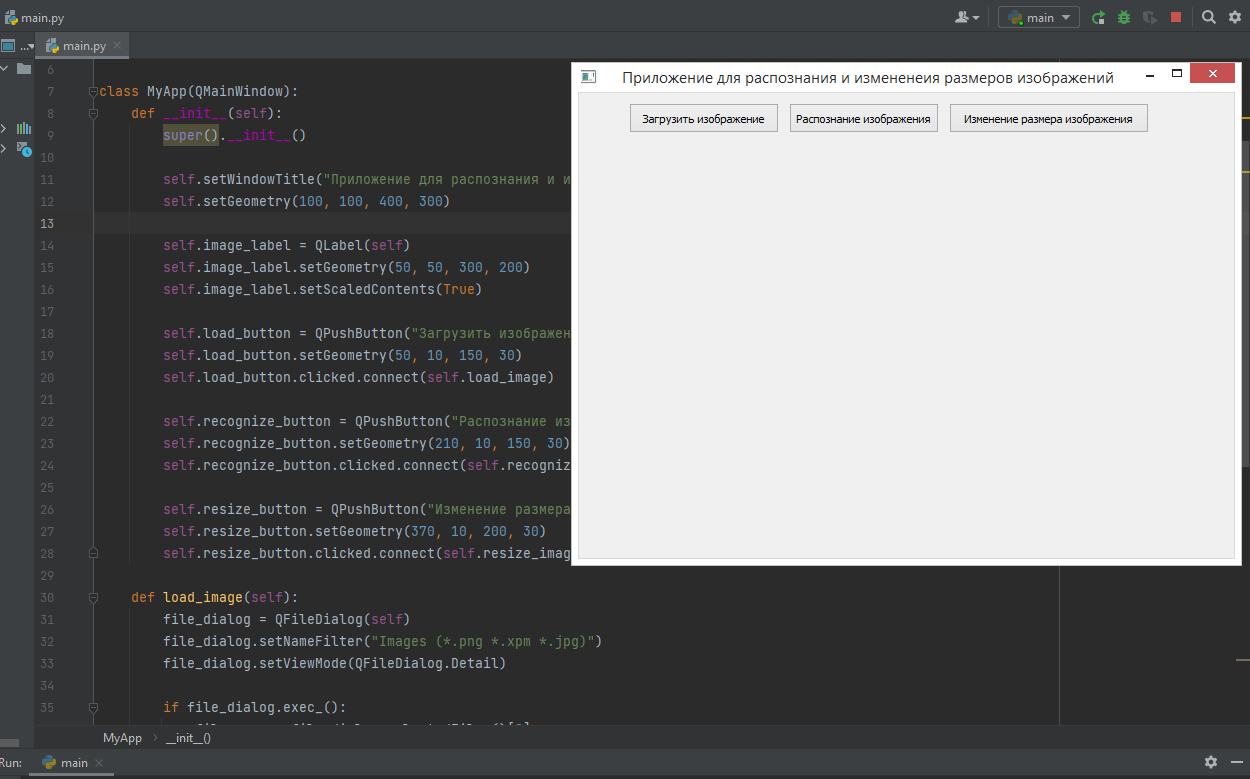 main.py
main
...
main.py
6
7 class MyApp(QMainWindow):
8 def __init__(self):
9 super().__init__()
10
11 self.setWindowTitle("Приложение для распознания и и
12 self.setGeometry(100, 100, 400, 300)
13
14 self.image_label = QLabel(self)
15 self.image_label.setGeometry(50, 50, 300, 200)
16 self.image_label.setScaledContents(True)
17
18 self.load_button = QPushButton("Загрузить изображен
19 self.load_button.setGeometry(50, 10, 150, 30)
20 self.load_button.clicked.connect(self.load_image)
21
22 self.recognize_button = QPushButton("Распознание из
23 self.recognize_button.setGeometry(210, 10, 150, 30)
24 self.recognize_button.clicked.connect(self.recogniz
25
26 self.resize_button = QPushButton("Изменение размера
27 self.resize_button.setGeometry(370, 10, 200, 30)
28 self.resize_button.clicked.connect(self.resize_imag
29
30 def load_image(self):
31 file_dialog = QFileDialog(self)
32 file_dialog.setNameFilter("Images (*.png *.xpm *.jpg)")
33 file_dialog.setViewMode(QFileDialog.Detail)
34
35 if file_dialog.exec_():
Приложение для распознания и измененеия размеров изображений
Загрузить изображение
Распознание изображения
Изменение размера изображения
MyApp
__init__()
Run:
main